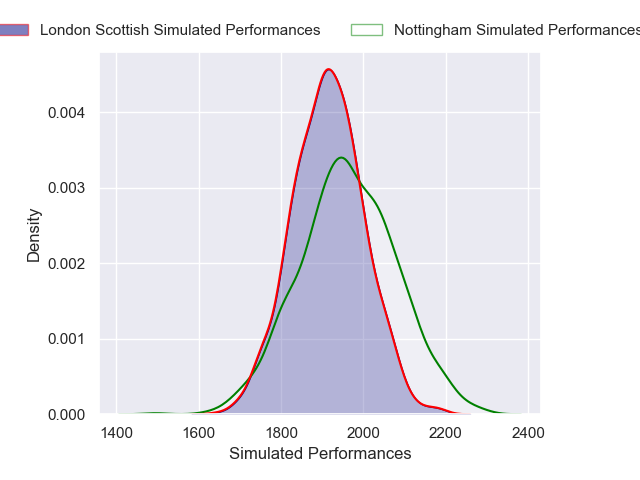 London Scottish Simulated Performances
Nottingham Simulated Performances
0.004
0.003
0.002
0.001
0.000
Density
1400 1600 1800 2000 2200 2400
Simulated Performances